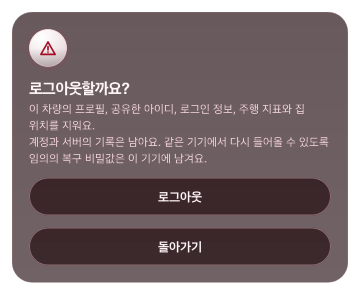 로그아웃할까요?
이 차량의 프로필, 공유한 아이디, 로그인 정보, 주행 지표와 집
위치를 지워요.
계정과 서버의 기록은 남아요. 같은 기기에서 다시 들어올 수 있도록
임의의 복구 비밀값은 이 기기에 남겨요.
로그아웃
돌아가기